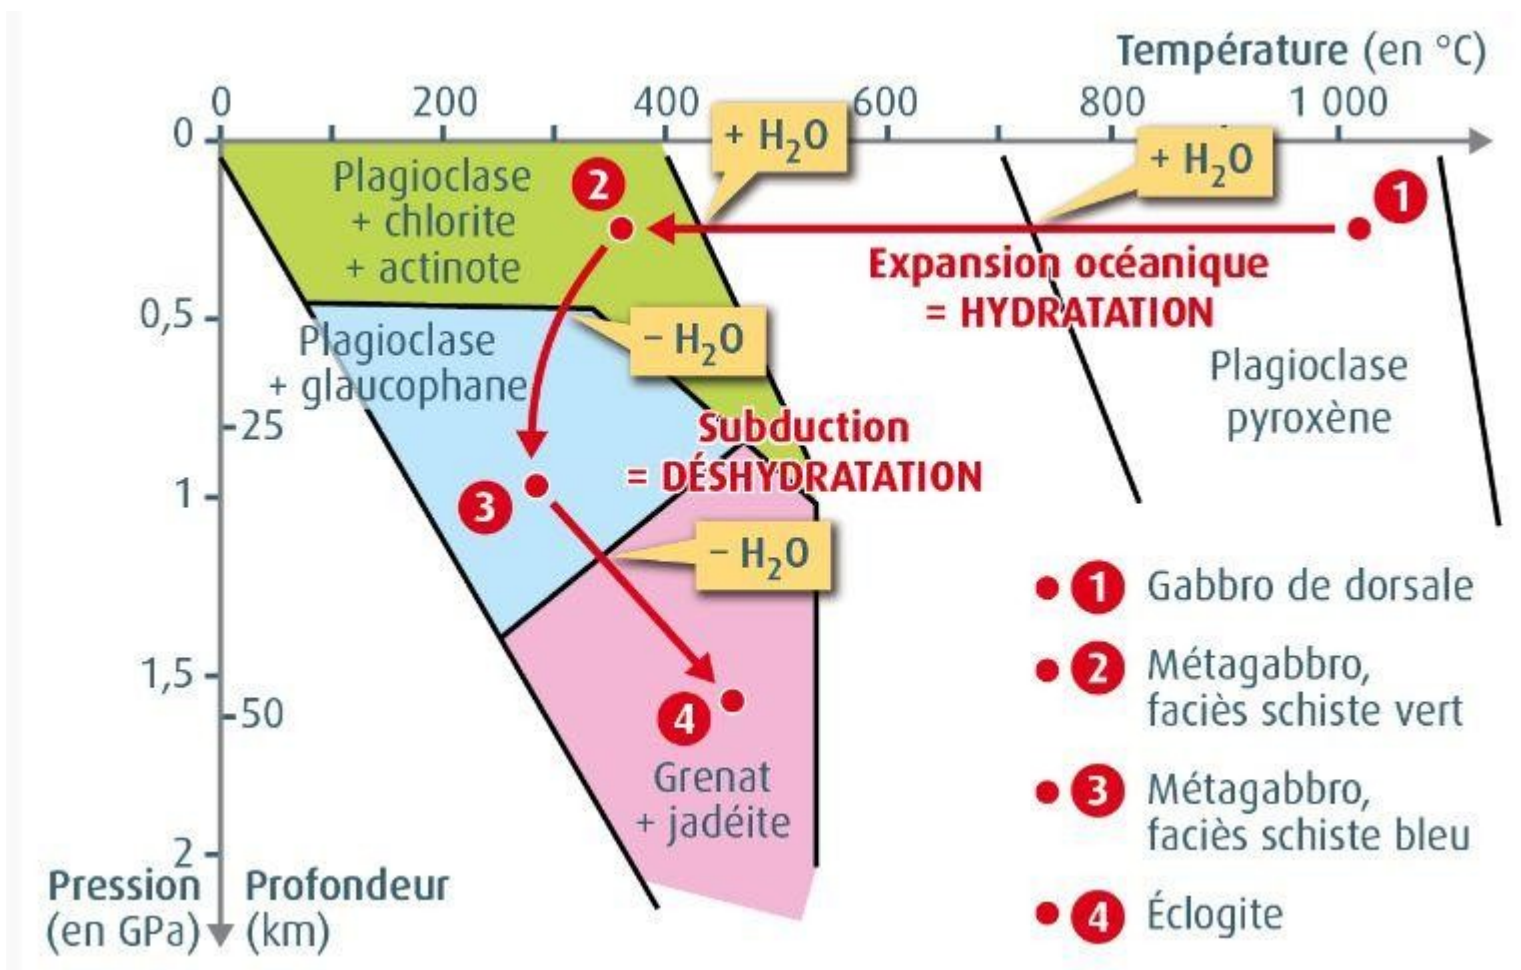 Température (en °C)
0 200 400 600 800 1 000
0
+ H₂O
+ H₂O
Plagioclase
+ chlorite
+ actinote
2
1
Expansion océanique
= HYDRATATION
0,5
Plagioclase
+ glaucophane
– H₂O
Plagioclase
pyroxène
25
Subduction
= DÉSHYDRATATION
1
3
– H₂O
1 Gabbro de dorsale
1,5
50
4
2 Métagabbro,
faciès schiste vert
Grenat
+ jadéite
3 Métagabbro,
faciès schiste bleu
2
Pression
(en GPa)
Profondeur
(km)
4 Éclogite